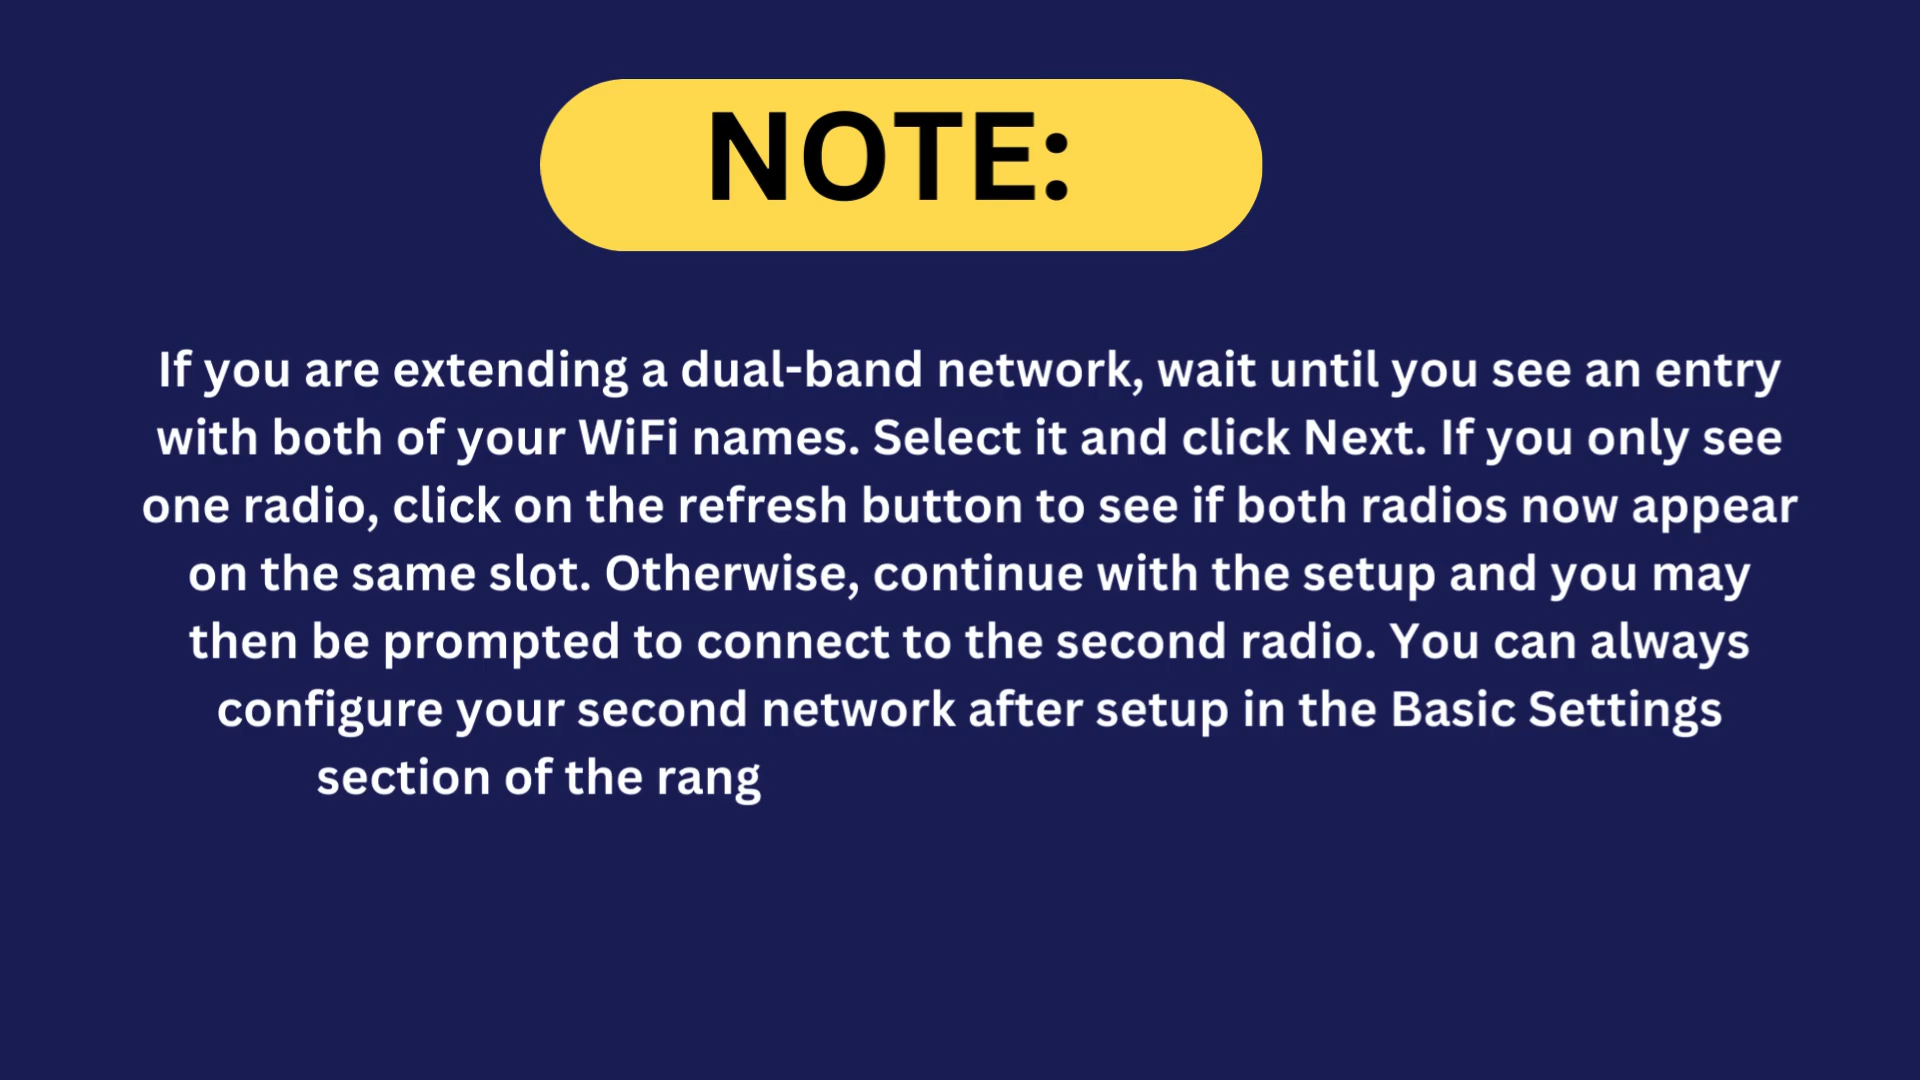 NOTE:
If you are extending a dual-band network, wait until you see an entry
with both of your WiFi names. Select it and click Next. If you only see
one radio, click on the refresh button to see if both radios now appear
on the same slot. Otherwise, continue with the setup and you may
then be prompted to connect to the second radio. You can always
configure your second network after setup in the Basic Settings
section of the rang